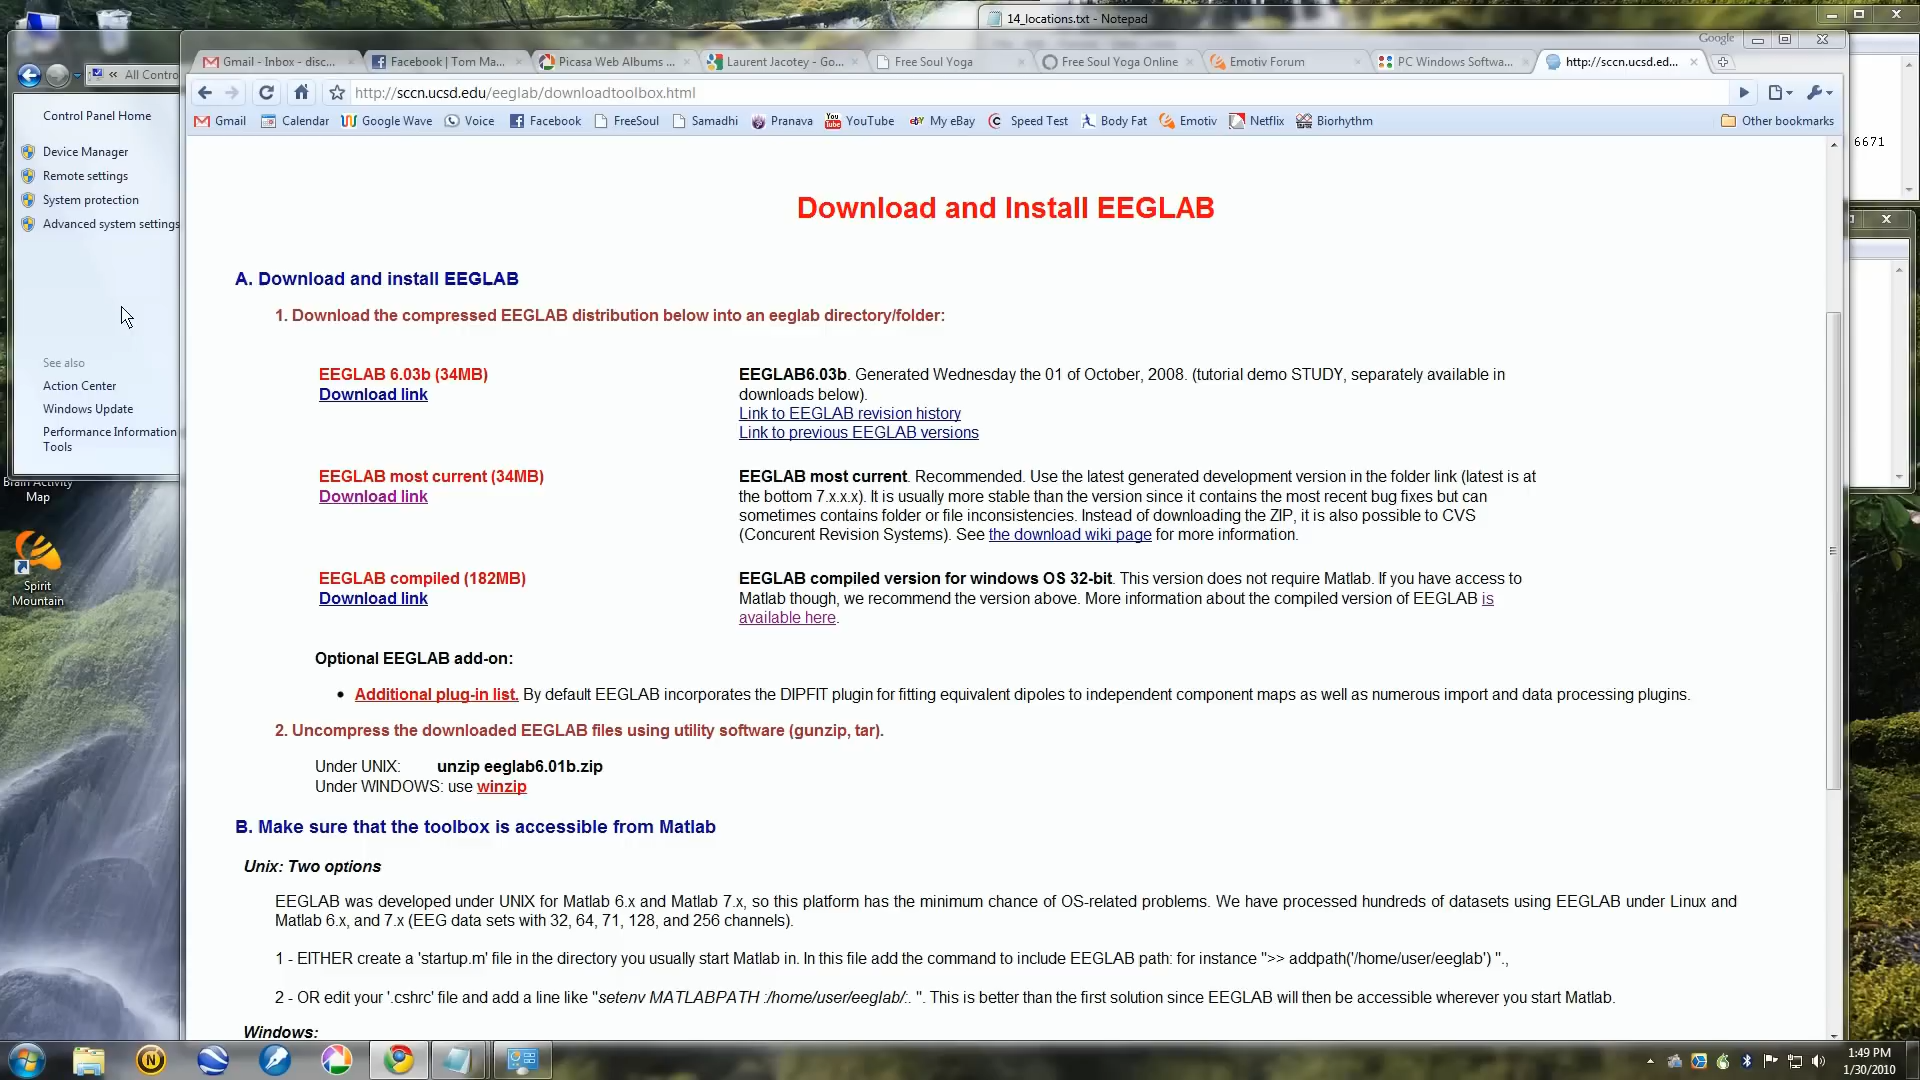 14_locations.txt - Notepad
Google
Gmail - Inbox - disc...
Facebook | Tom Ma...
Picasa Web Albums ...
Laurent Jacotey - Go...
Free Soul Yoga
Free Soul Yoga Online
Emotiv Forum
PC Windows Softwa...
http://sccn.ucsd.ed...
« All Contro
http://sccn.ucsd.edu/eeglab/downloadtoolbox.html
Gmail
Calendar
Google Wave
Voice
Facebook
FreeSoul
Samadhi
Pranava
YouTube
My eBay
Speed Test
Body Fat
Emotiv
Netflix
Biorhythm
Other bookmarks
Control Panel Home
Device Manager
Remote settings
System protection
Advanced system settings
See also
Action Center
Windows Update
Performance Information
Tools
6671
Brain Activity
Map
Spirit
Mountain
Download and Install EEGLAB
A. Download and install EEGLAB
1. Download the compressed EEGLAB distribution below into an eeglab directory/folder:
EEGLAB 6.03b (34MB)
Download link
EEGLAB6.03b. Generated Wednesday the 01 of October, 2008. (tutorial demo STUDY, separately available in
downloads below).
Link to EEGLAB revision history
Link to previous EEGLAB versions
EEGLAB most current (34MB)
Download link
EEGLAB most current. Recommended. Use the latest generated development version in the folder link (latest is at
the bottom 7.x.x.x). It is usually more stable than the version since it contains the most recent bug fixes but can
sometimes contains folder or file inconsistencies. Instead of downloading the ZIP, it is also possible to CVS
(Concurent Revision Systems). See the download wiki page for more information.
EEGLAB compiled (182MB)
Download link
EEGLAB compiled version for windows OS 32-bit. This version does not require Matlab. If you have access to
Matlab though, we recommend the version above. More information about the compiled version of EEGLAB is
available here.
Optional EEGLAB add-on:
• Additional plug-in list. By default EEGLAB incorporates the DIPFIT plugin for fitting equivalent dipoles to independent component maps as well as numerous import and data processing plugins.
2. Uncompress the downloaded EEGLAB files using utility software (gunzip, tar).
Under UNIX: unzip eeglab6.01b.zip
Under WINDOWS: use winzip
B. Make sure that the toolbox is accessible from Matlab
Unix: Two options
EEGLAB was developed under UNIX for Matlab 6.x and Matlab 7.x, so this platform has the minimum chance of OS-related problems. We have processed hundreds of datasets using EEGLAB under Linux and
Matlab 6.x, and 7.x (EEG data sets with 32, 64, 71, 128, and 256 channels).
1 - EITHER create a 'startup.m' file in the directory you usually start Matlab in. In this file add the command to include EEGLAB path: for instance ">> addpath('/home/user/eeglab') ".,
2 - OR edit your '.cshrc' file and add a line like "setenv MATLABPATH :/home/user/eeglab/:. ". This is better than the first solution since EEGLAB will then be accessible wherever you start Matlab.
Windows:
1:49 PM
1/30/2010